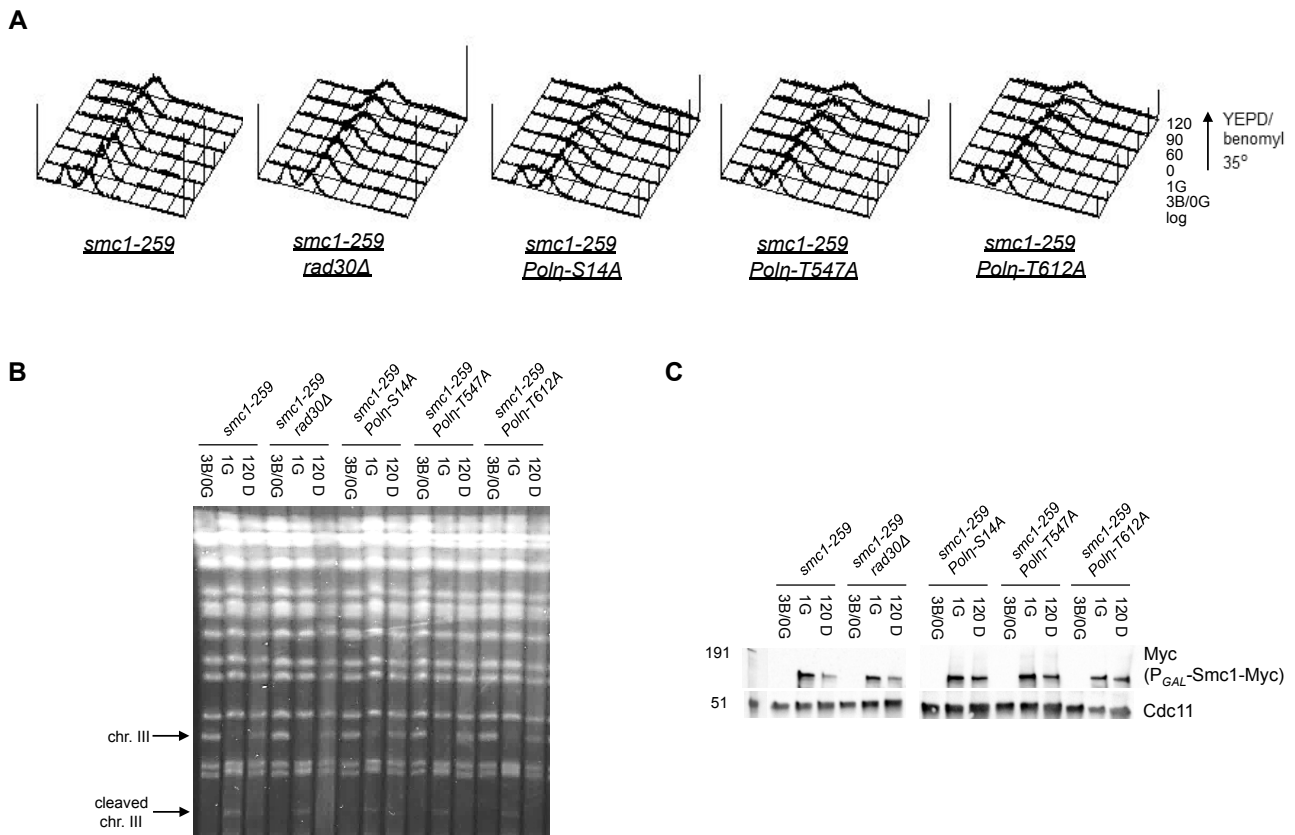 A
120
90
60
0
1G
3B/0G
log
YEPD/
benomyl
35°
smc1-259
smc1-259
rad30Δ
smc1-259
Polη-S14A
smc1-259
Polη-T547A
smc1-259
Polη-T612A
B
smc1-259
smc1-259
rad30Δ
smc1-259
Polη-S14A
smc1-259
Polη-T547A
smc1-259
Polη-T612A
3B/0G 1G 120 D 3B/0G 1G 120 D 3B/0G 1G 120 D 3B/0G 1G 120 D 3B/0G 1G 120 D
chr. III
cleaved
chr. III
C
smc1-259
smc1-259
rad30Δ
smc1-259
Polη-S14A
smc1-259
Polη-T547A
smc1-259
Polη-T612A
3B/0G 1G 120 D 3B/0G 1G 120 D 3B/0G 1G 120 D 3B/0G 1G 120 D 3B/0G 1G 120 D
191
Myc
(PGAL-Smc1-Myc)
51
Cdc11